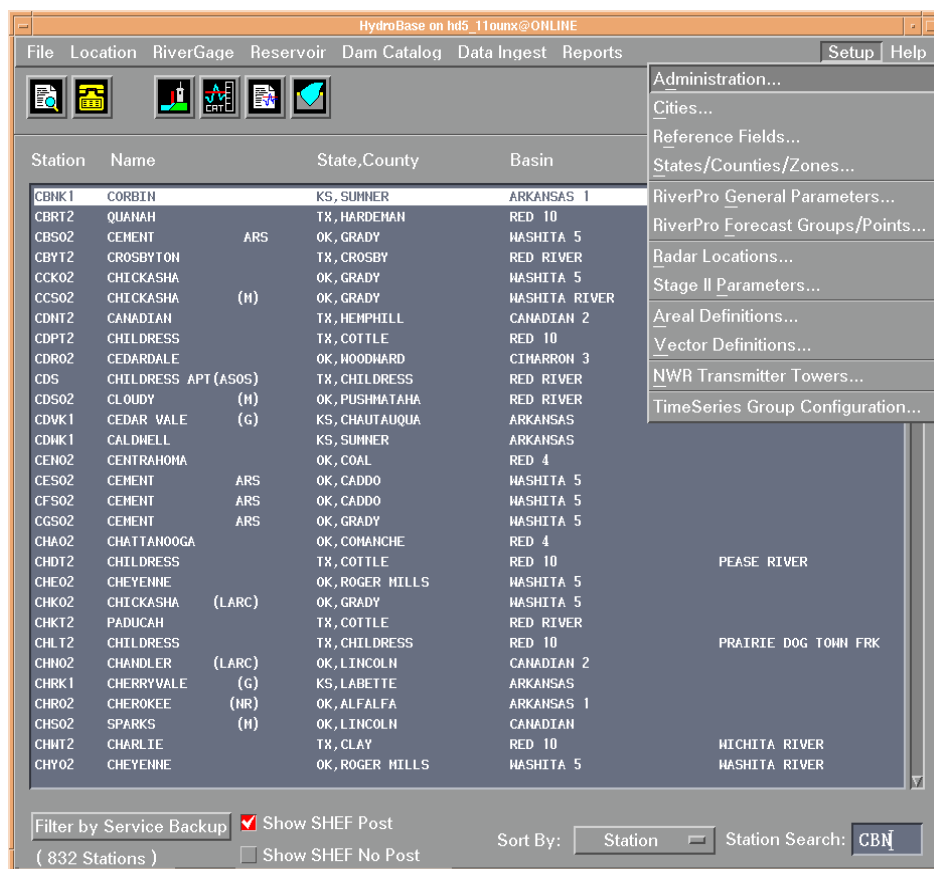 HydroBase on hd5_11ounx@ONLINE
File Location RiverGage Reservoir Dam Catalog Data Ingest Reports Setup Help
CRT
Administration...
Cities...
Reference Fields...
States/Counties/Zones...
RiverPro General Parameters...
RiverPro Forecast Groups/Points...
Radar Locations...
Stage II Parameters...
Areal Definitions...
Vector Definitions...
NWR Transmitter Towers...
TimeSeries Group Configuration...
Station Name State,County Basin
CBNK1 CORBIN KS,SUMNER ARKANSAS 1
CBRT2 QUANAH TX,HARDEMAN RED 10
CBSO2 CEMENT ARS OK,GRADY WASHITA 5
CBYT2 CROSBYTON TX,CROSBY RED RIVER
CCKO2 CHICKASHA OK,GRADY WASHITA 5
CCSO2 CHICKASHA (M) OK,GRADY WASHITA RIVER
CDNT2 CANADIAN TX,HEMPHILL CANADIAN 2
CDPT2 CHILDRESS TX,COTTLE RED 10
CDRO2 CEDARDALE OK,WOODWARD CIMARRON 3
CDS CHILDRESS APT(ASOS) TX,CHILDRESS RED RIVER
CDSO2 CLOUDY (M) OK,PUSHMATAHA RED RIVER
CDVK1 CEDAR VALE (G) KS,CHAUTAUQUA ARKANSAS
CDWK1 CALDWELL KS,SUMNER ARKANSAS
CENO2 CENTRAHOMA OK,COAL RED 4
CESO2 CEMENT ARS OK,CADDO WASHITA 5
CFSO2 CEMENT ARS OK,CADDO WASHITA 5
CGSO2 CEMENT ARS OK,GRADY WASHITA 5
CHAO2 CHATTANOOGA OK,COMANCHE RED 4
CHDT2 CHILDRESS TX,COTTLE RED 10 PEASE RIVER
CHEO2 CHEYENNE OK,ROGER MILLS WASHITA 5
CHKO2 CHICKASHA (LARC) OK,GRADY WASHITA 5
CHKT2 PADUCAH TX,COTTLE RED RIVER
CHLT2 CHILDRESS TX,CHILDRESS RED 10 PRAIRIE DOG TOWN FRK
CHNO2 CHANDLER (LARC) OK,LINCOLN CANADIAN 2
CHRK1 CHERRYVALE (G) KS,LABETTE ARKANSAS
CHRO2 CHEROKEE (NR) OK,ALFALFA ARKANSAS 1
CHSO2 SPARKS (M) OK,LINCOLN CANADIAN
CHWT2 CHARLIE TX,CLAY RED 10 WICHITA RIVER
CHYO2 CHEYENNE OK,ROGER MILLS WASHITA 5 WASHITA RIVER
Filter by Service Backup Show SHEF Post
Sort By: Station Station Search: CBN
( 832 Stations ) Show SHEF No Post